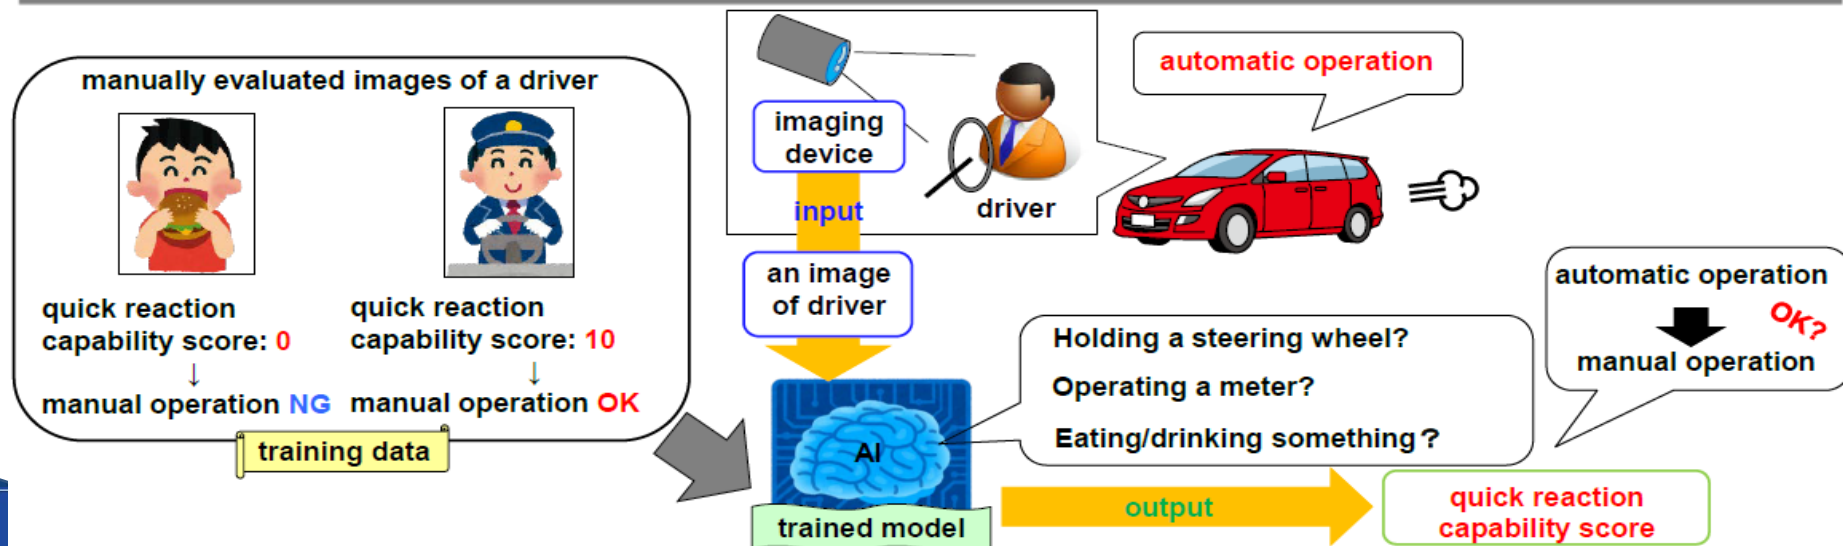 manually evaluated images of a driver
quick reaction
capability score: 0
↓
manual operation NG
quick reaction
capability score: 10
↓
manual operation OK
training data
imaging
device
input
driver
automatic operation
an image
of driver
AI
trained model
Holding a steering wheel?
Operating a meter?
Eating/drinking something？
automatic operation
OK?
manual operation
output
quick reaction
capability score